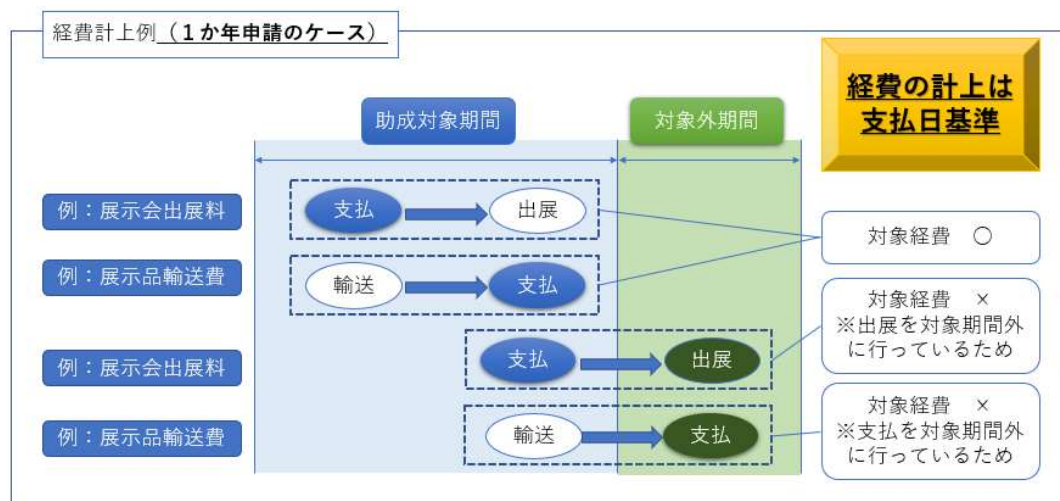 経費計上例（１か年申請のケース）
経費の計上は
支払日基準
助成対象期間
対象外期間
例：展示会出展料
支払
出展
対象経費　○
例：展示品輸送費
輸送
支払
対象経費　×
※出展を対象期間外
に行っているため
例：展示会出展料
支払
出展
例：展示品輸送費
輸送
支払
対象経費　×
※支払を対象期間外
に行っているため